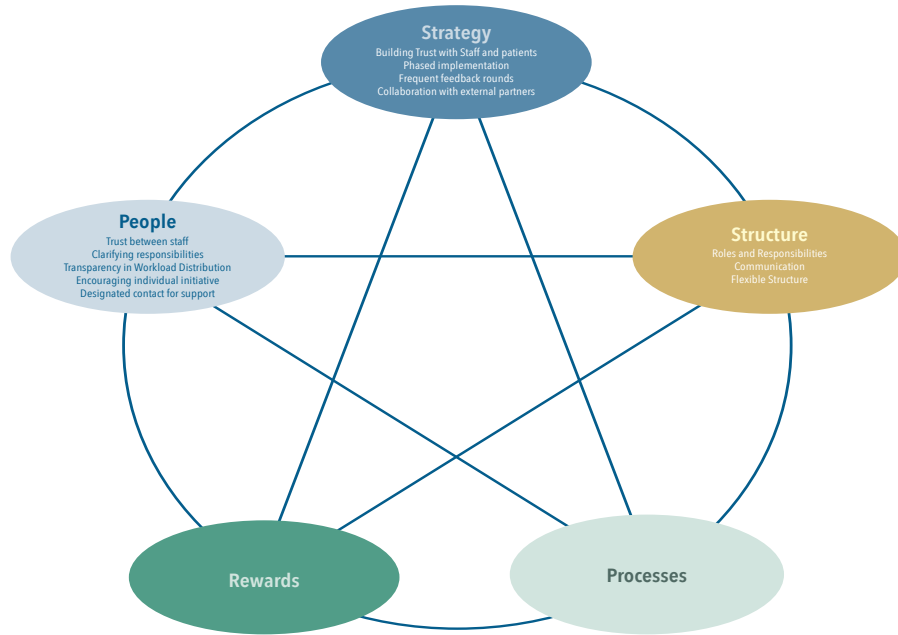 Strategy
Building Trust with Staff and patients
Phased implementation
Frequent feedback rounds
Collaboration with external partners
People
Trust between staff
Clarifying responsibilities
Transparency in Workload Distribution
Encouraging individual initiative
Designated contact for support
Structure
Roles and Responsibilities
Communication
Flexible Structure
Rewards
Processes